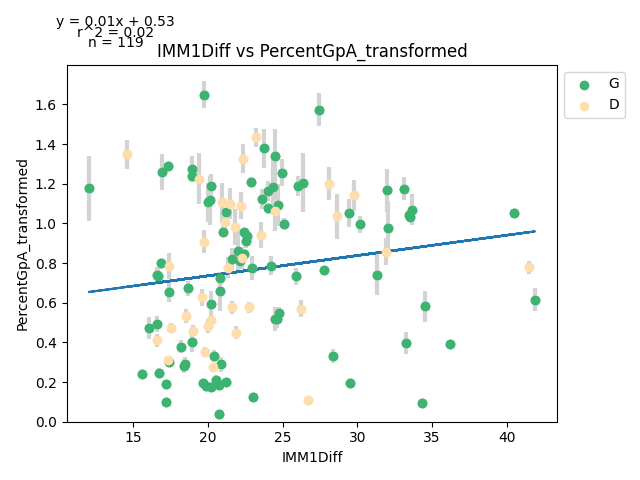 y = 0.01x + 0.53
r^2 = 0.02
n = 119
IMM1Diff vs PercentGpA_transformed
G
D
PercentGpA_transformed
1.6
1.4
1.2
1.0
0.8
0.6
0.4
0.2
0.0
15 20 25 30 35 40
IMM1Diff